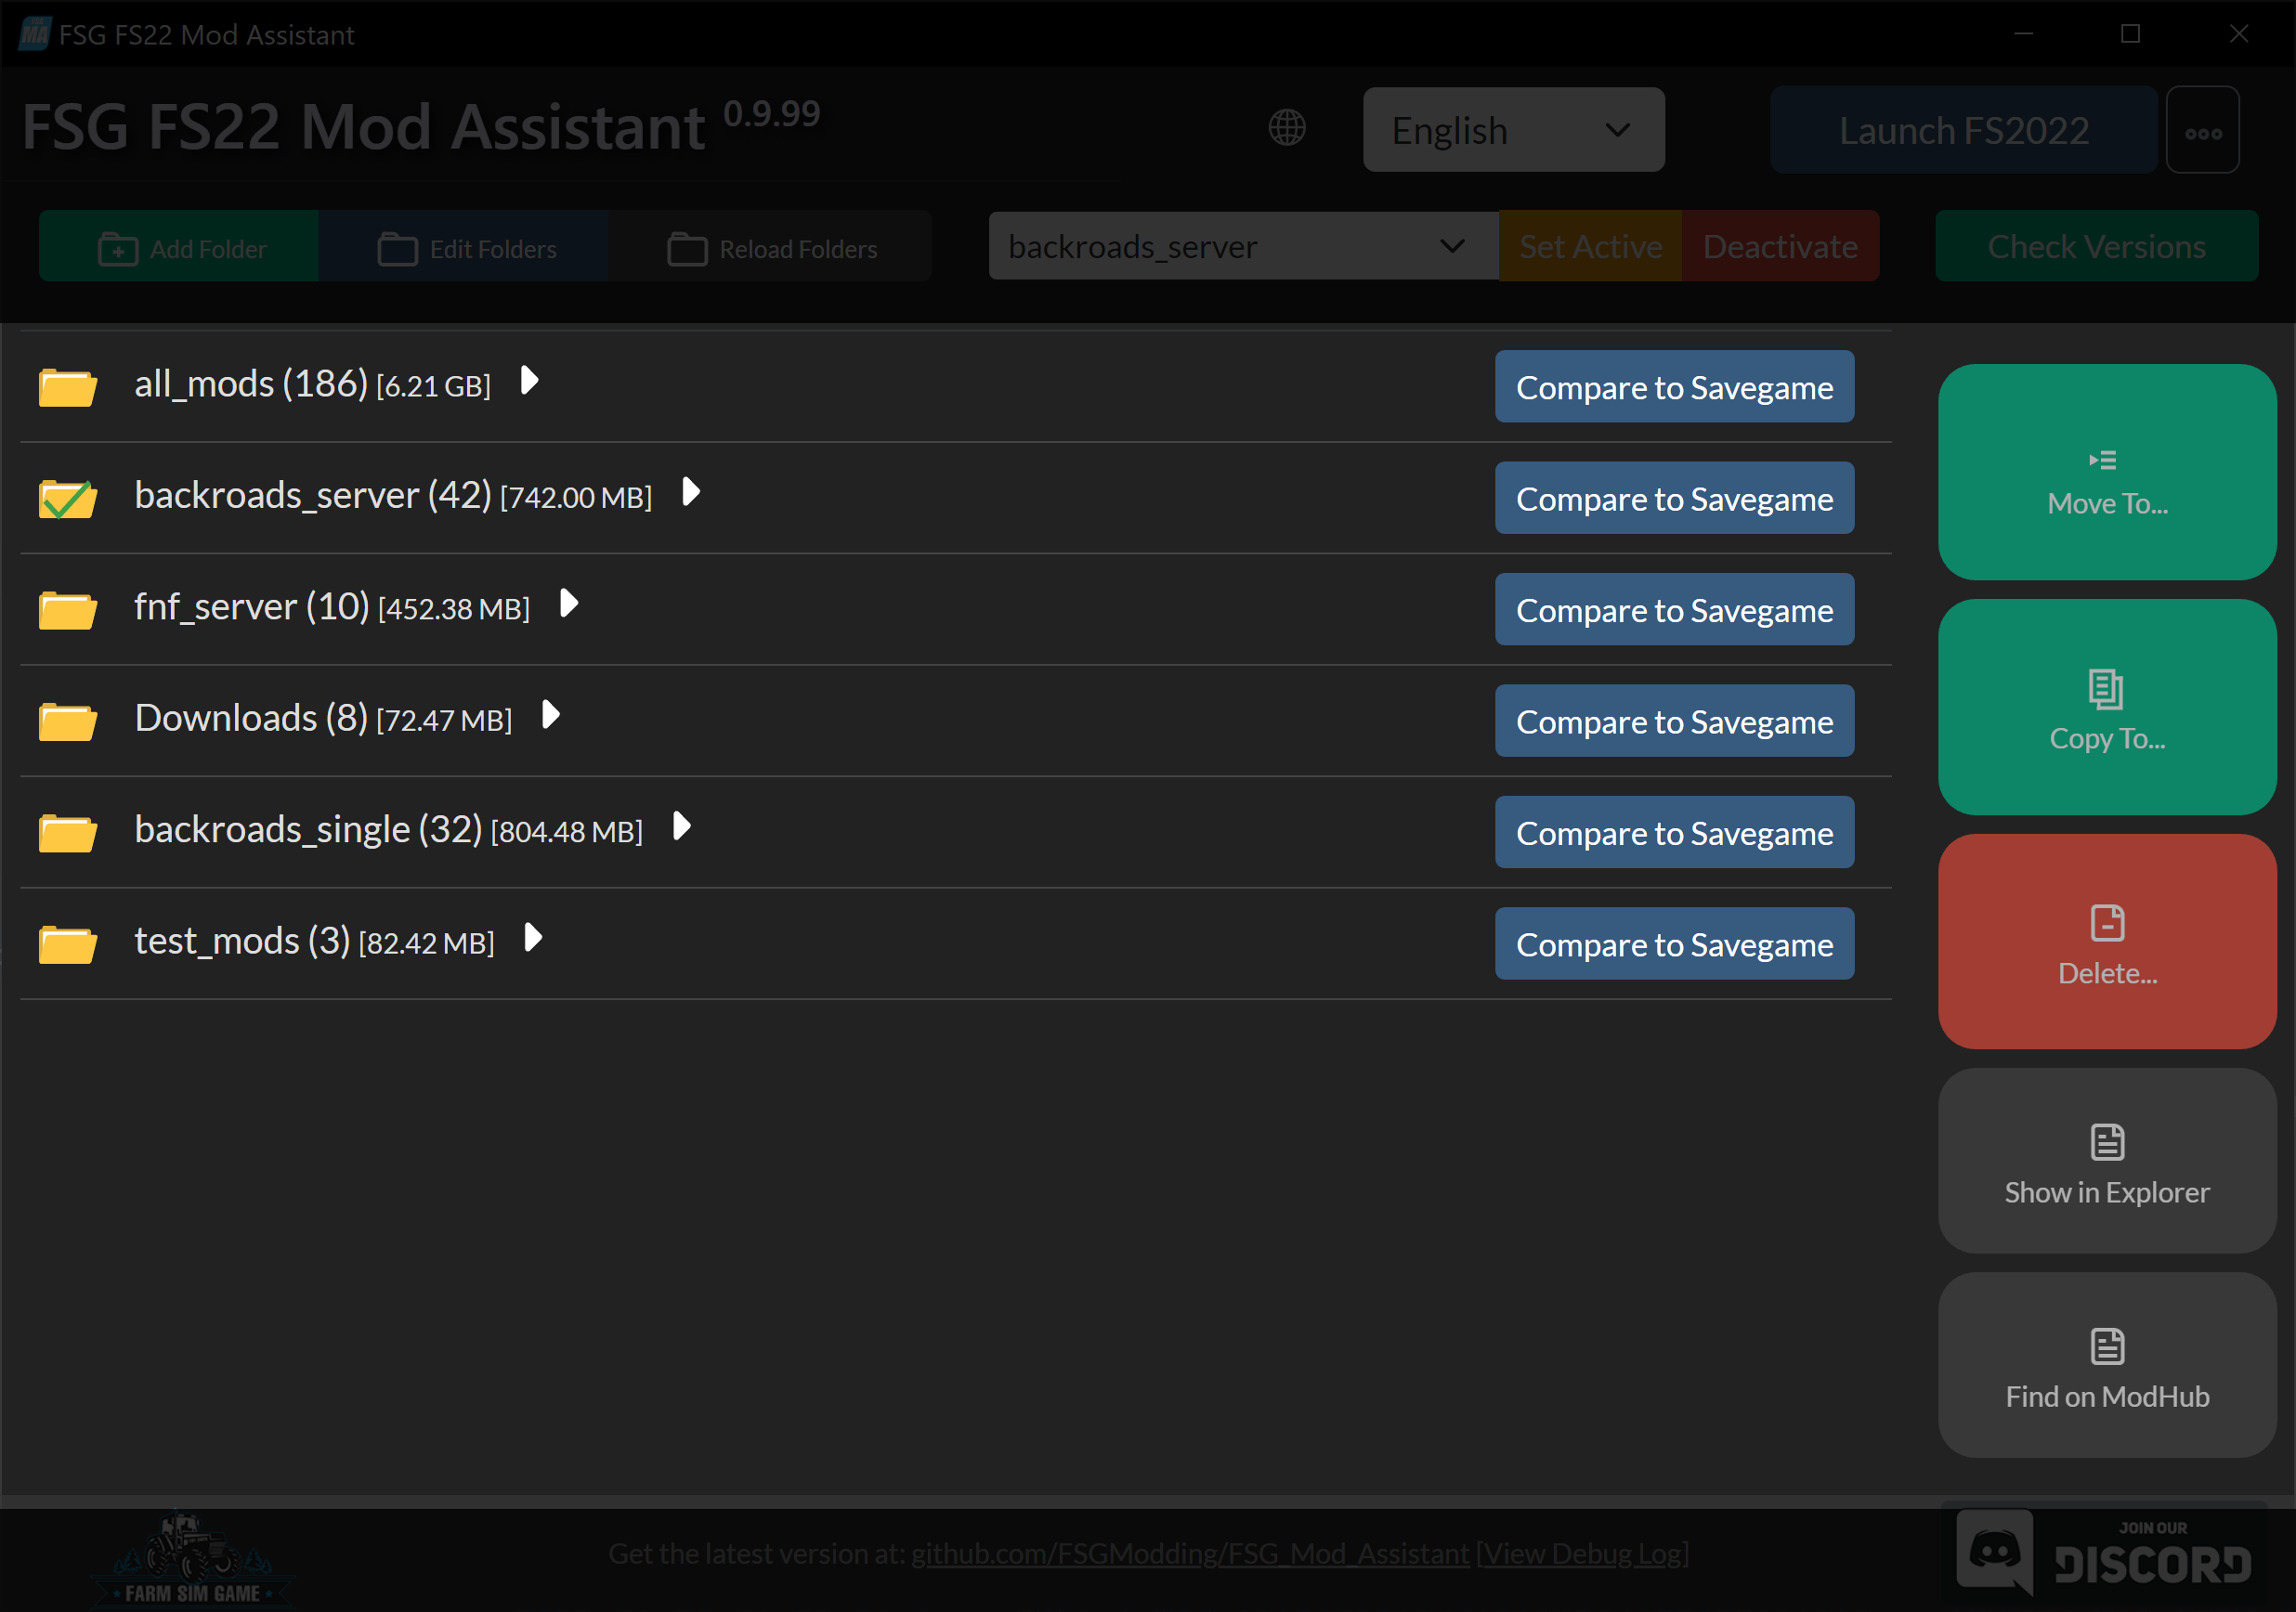 FSG FS22 Mod Assistant
FSG FS22 Mod Assistant 0.9.99
English
Launch FS2022
Add Folder
Edit Folders
Reload Folders
backroads_server
Set Active
Deactivate
Check Versions
all_mods (186) [6.21 GB]
Compare to Savegame
backroads_server (42) [742.00 MB]
Compare to Savegame
fnf_server (10) [452.38 MB]
Compare to Savegame
Downloads (8) [72.47 MB]
Compare to Savegame
backroads_single (32) [804.48 MB]
Compare to Savegame
test_mods (3) [82.42 MB]
Compare to Savegame
Move To...
Copy To...
Delete...
Show in Explorer
Find on ModHub
FARM SIM GAME
Get the latest version at: github.com/FSGModding/FSG_Mod_Assistant [View Debug Log]
JOIN OUR
DISCORD